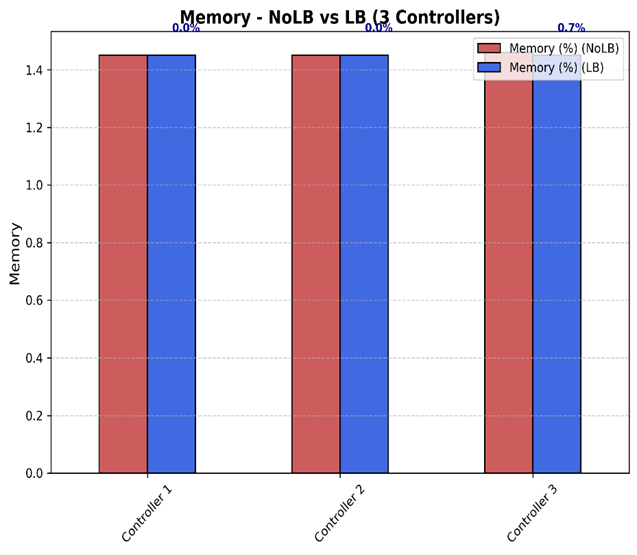 Memory - NoLB vs LB (3 Controllers)
0.0%
0.0%
0.7%
Memory (%) (NoLB)
Memory (%) (LB)
1.4
1.2
1.0
0.8
0.6
0.4
0.2
0.0
Memory
Controller 1
Controller 2
Controller 3